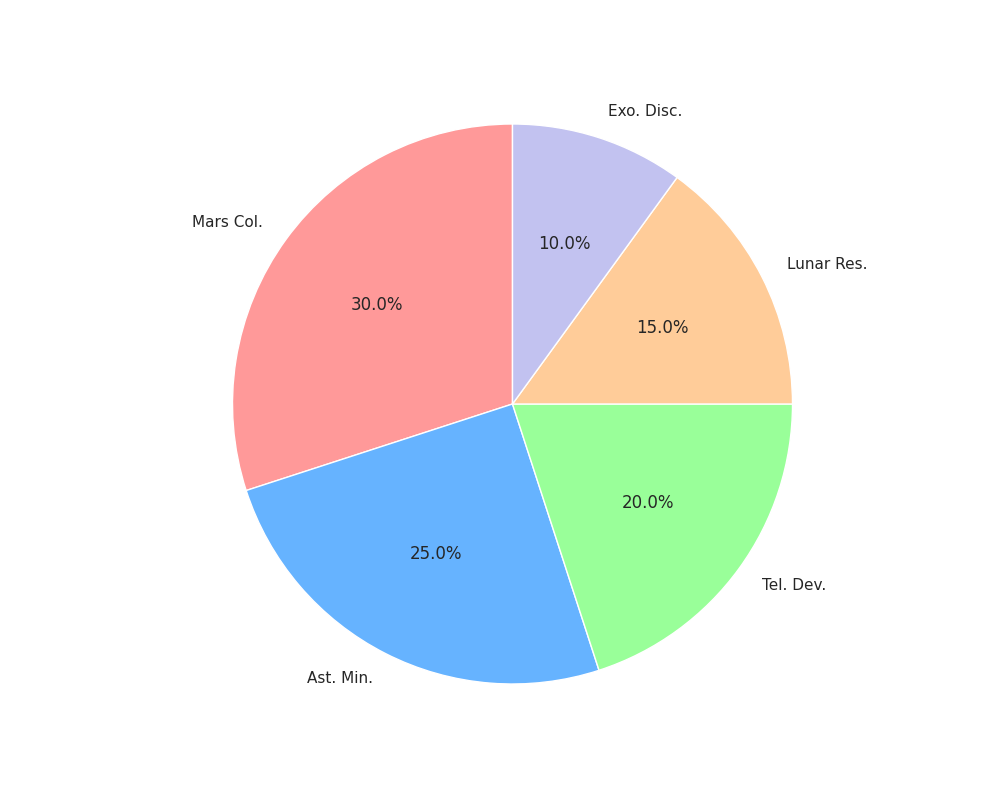 Exo. Disc.
Mars Col.
10.0%
Lunar Res.
30.0%
15.0%
20.0%
25.0%
Tel. Dev.
Ast. Min.